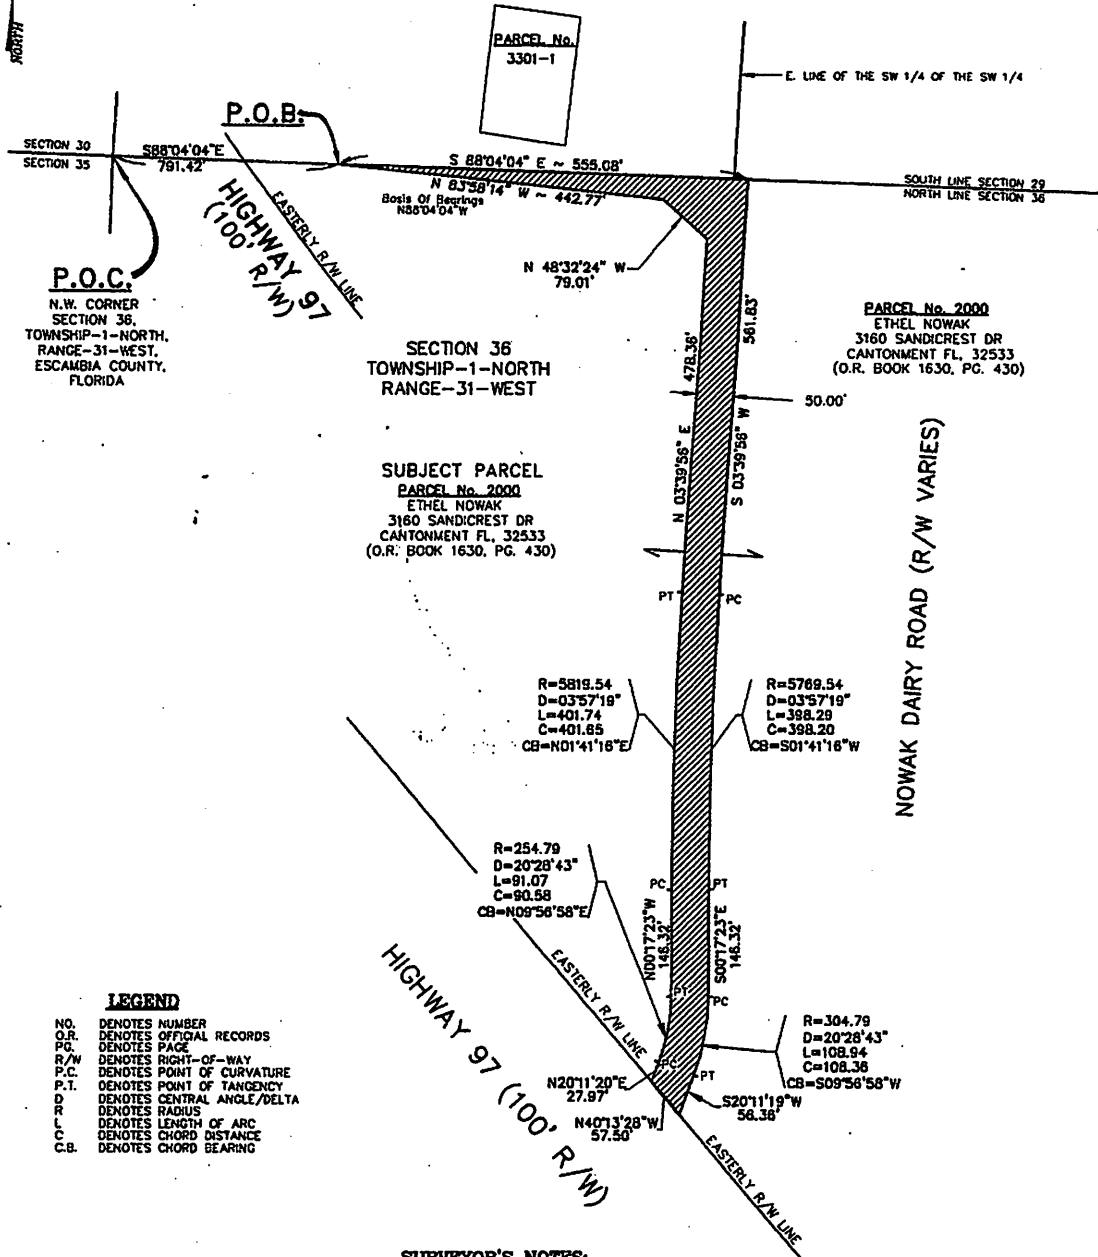 NORTH
PARCEL No.
3301-1
E. LINE OF THE SW 1/4 OF THE SW 1/4
P.O.B.
SECTION 30
SECTION 35
S88°04'04"E
791.42'
S 88°04'04" E ~ 555.08'
N 83°58'14" W ~ 442.77'
Basis Of Bearings
N88°04'04"W
SOUTH LINE SECTION 29
NORTH LINE SECTION 36
EASTERLY R/W LINE
HIGHWAY 97
(100' R/W)
P.O.C.
N.W. CORNER
SECTION 36,
TOWNSHIP-1-NORTH,
RANGE-31-WEST,
ESCAMBIA COUNTY,
FLORIDA
N 48°32'24" W
79.01'
SECTION 36
TOWNSHIP-1-NORTH
RANGE-31-WEST
478.36'
561.83'
PARCEL No. 2000
ETHEL NOWAK
3160 SANDICREST DR
CANTONMENT FL, 32533
(O.R. BOOK 1630, PG. 430)
50.00'
N 03°39'56" E
S 03°39'56" W
SUBJECT PARCEL
PARCEL No. 2000
ETHEL NOWAK
3160 SANDICREST DR
CANTONMENT FL, 32533
(O.R. BOOK 1630, PG. 430)
NOWAK DAIRY ROAD (R/W VARIES)
PT
PC
R=5819.54
D=03°57'19"
L=401.74
C=401.65
CB=N01°41'16"E
R=5769.54
D=03°57'19"
L=398.29
C=398.20
CB=S01°41'16"W
R=254.79
D=20°28'43"
L=91.07
C=90.58
CB=N09°56'58"E
PC
PT
N00°17'23"W
146.32'
S00°17'23"E
146.32'
EASTERLY R/W LINE
HIGHWAY 97 (100' R/W)
PT
PC
R=304.79
D=20°28'43"
L=108.94
C=108.36
CB=S09°56'58"W
PC
PT
N20°11'20"E
27.97'
S20°11'19"W
56.36'
N40°13'28"W
57.50'
EASTERLY R/W LINE
LEGEND
NO. DENOTES NUMBER
O.R. DENOTES OFFICIAL RECORDS
PG. DENOTES PAGE
R/W DENOTES RIGHT-OF-WAY
P.C. DENOTES POINT OF CURVATURE
P.T. DENOTES POINT OF TANGENCY
D DENOTES CENTRAL ANGLE/DELTA
R DENOTES RADIUS
L DENOTES LENGTH OF ARC
C DENOTES CHORD DISTANCE
C.B. DENOTES CHORD BEARING
SURVEYOR'S NOTES: